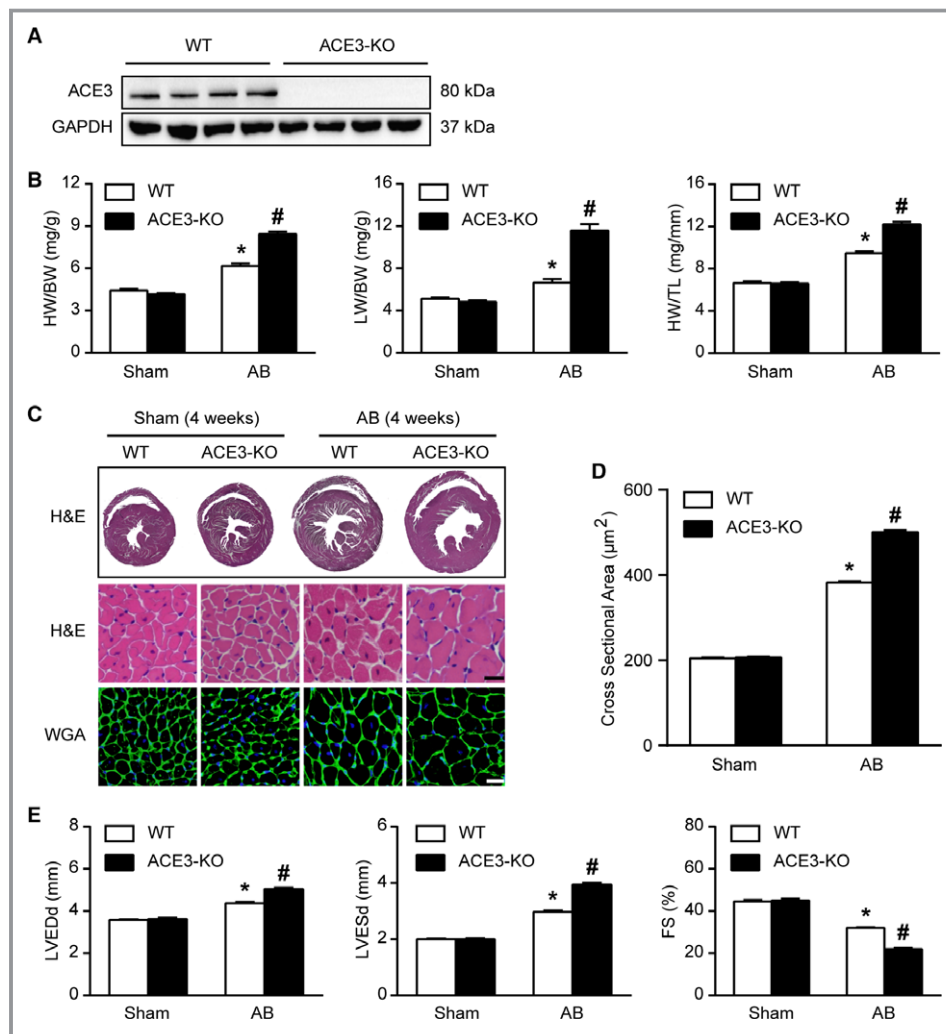 A
WT ACE3-KO
ACE3 80 kDa
GAPDH 37 kDa
B
HW/BW (mg/g)
12
9
6
3
0
WT
ACE3-KO
*
#
Sham AB
LW/BW (mg/g)
16
12
8
4
0
WT
ACE3-KO
*
#
Sham AB
HW/TL (mg/mm)
16
12
8
4
0
WT
ACE3-KO
*
#
Sham AB
C
Sham (4 weeks) AB (4 weeks)
WT ACE3-KO WT ACE3-KO
H&E
H&E
WGA
D
Cross Sectional Area (µm²)
600
400
200
0
WT
ACE3-KO
*
#
Sham AB
E
LVEDd (mm)
8
6
4
2
0
WT
ACE3-KO
*
#
Sham AB
LVESd (mm)
6
4
2
0
WT
ACE3-KO
*
#
Sham AB
FS (%)
80
60
40
20
0
WT
ACE3-KO
*
#
Sham AB